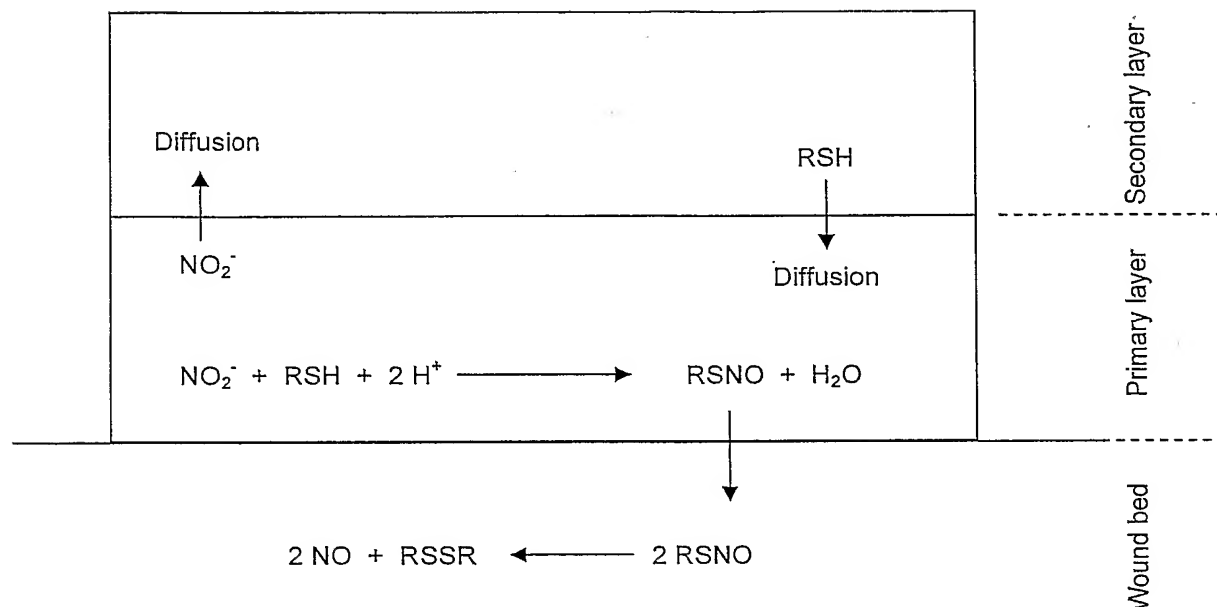 Diffusion
RSH
NO₂⁻
Diffusion
NO₂⁻ + RSH + 2 H⁺ RSNO + H₂O
2 NO + RSSR 2 RSNO
Secondary layer
Primary layer
Wound bed